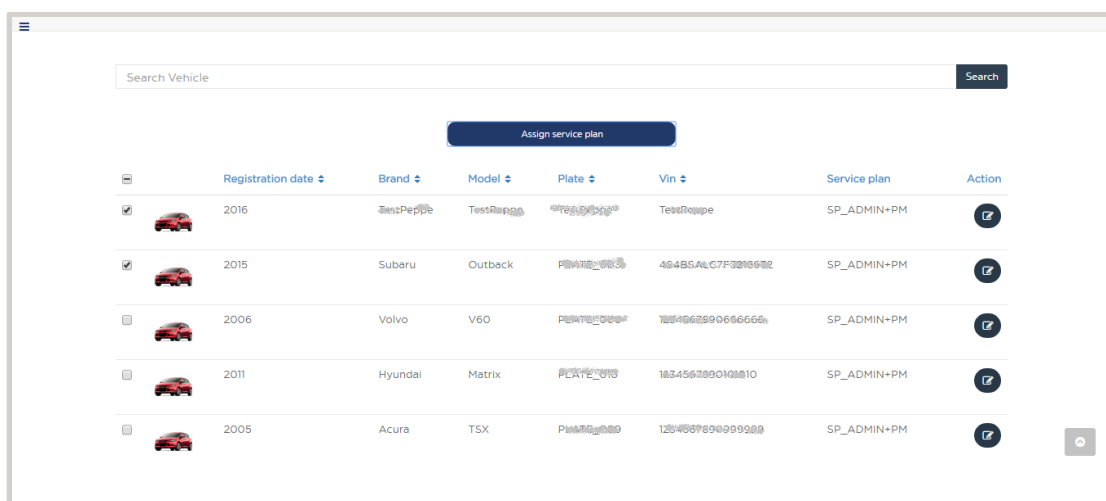 Search Vehicle Search
Assign service plan
Registration date Brand Model Plate Vin Service plan Action
2016 TestPeppe SP_ADMIN+PM
2015 Subaru Outback SP_ADMIN+PM
2006 Volvo V60 SP_ADMIN+PM
2011 Hyundai Matrix SP_ADMIN+PM
2005 Acura TSX SP_ADMIN+PM